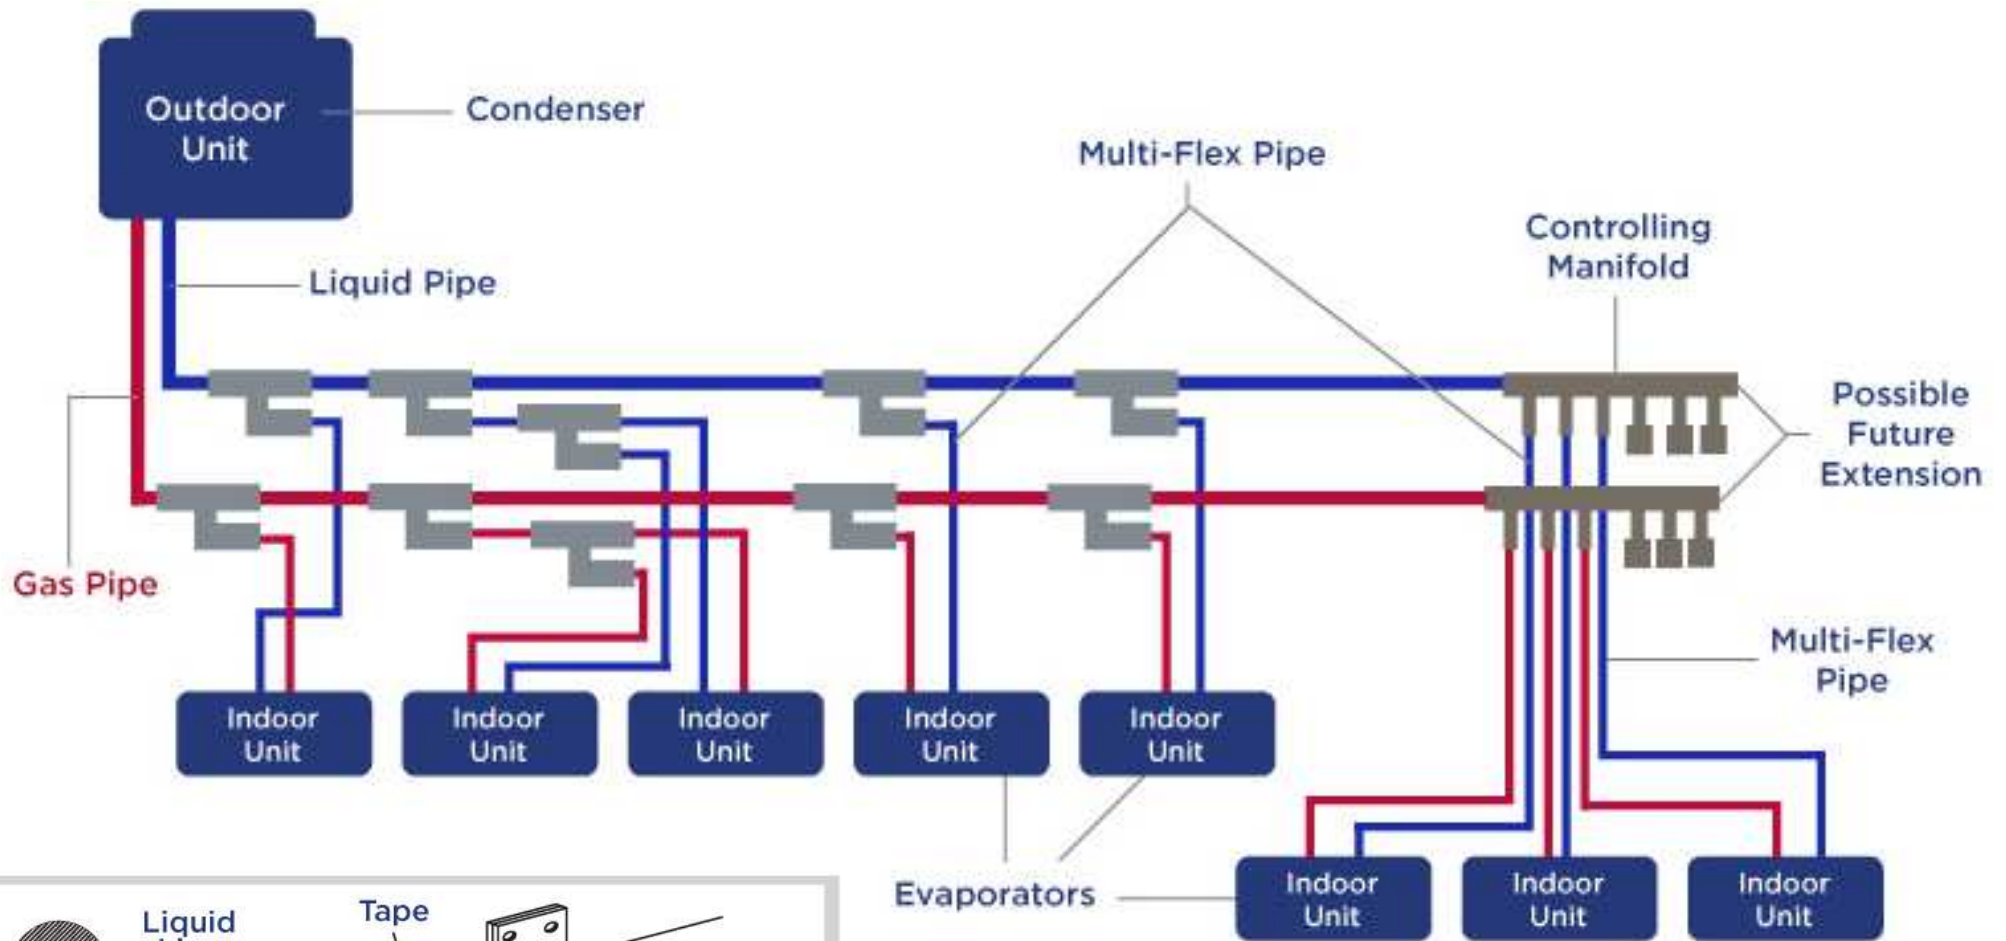 Outdoor
Unit
Condenser
Multi-Flex Pipe
Controlling
Manifold
Liquid Pipe
Possible
Future
Extension
Gas Pipe
Multi-Flex
Pipe
Indoor
Unit
Indoor
Unit
Indoor
Unit
Indoor
Unit
Indoor
Unit
Evaporators
Indoor
Unit
Indoor
Unit
Indoor
Unit
Liquid
Tape